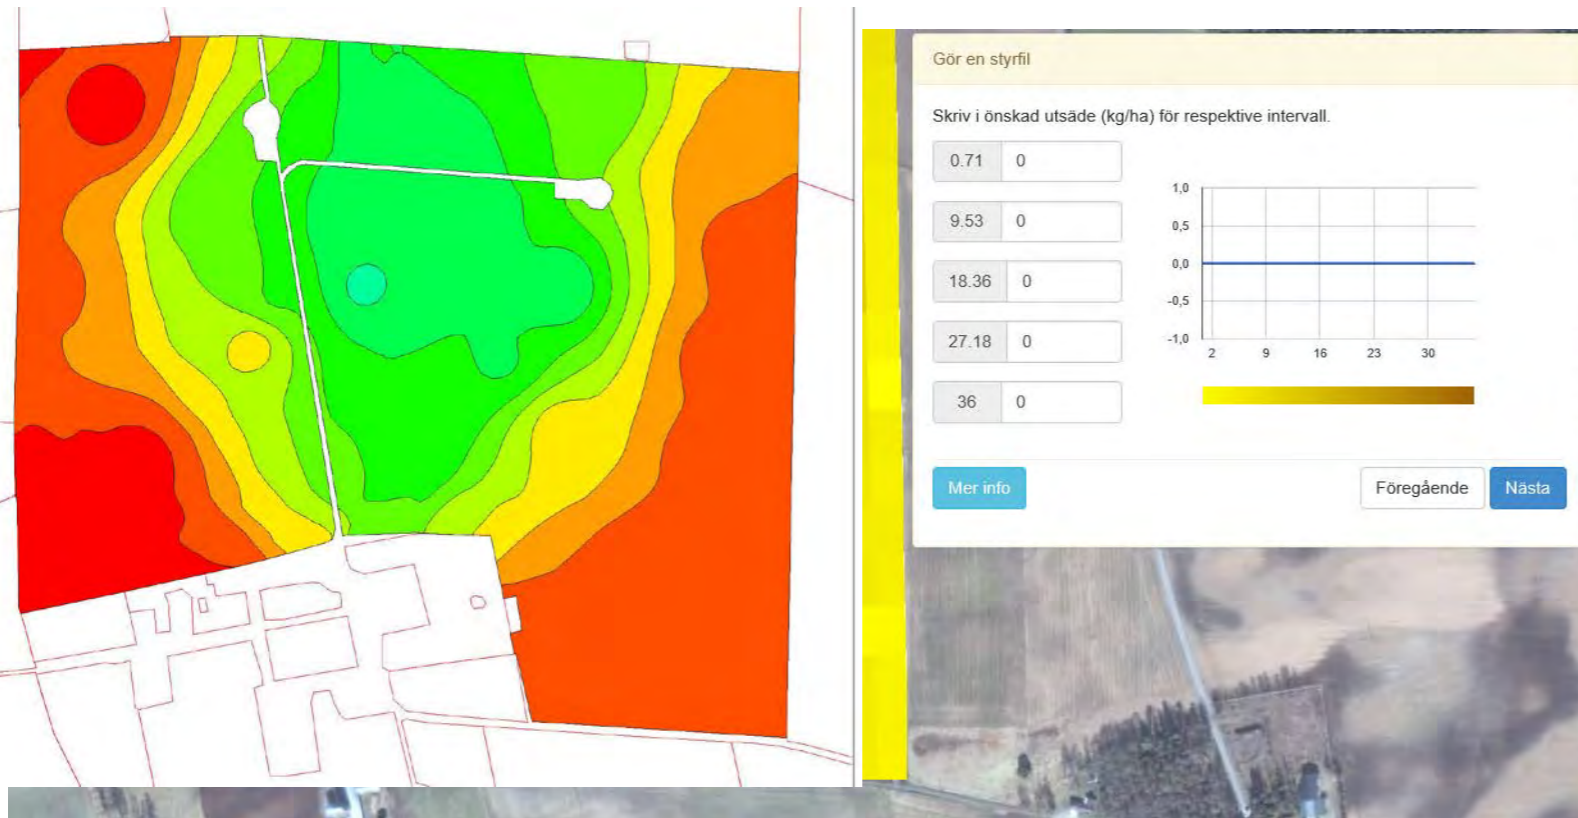 Gör en styrfil
Skriv i önskad utsäde (kg/ha) för respektive intervall.
0.71 0
9.53 0
18.36 0
27.18 0
36 0
1,0
0,5
0,0
-0,5
-1,0
2 9 16 23 30
Mer info
Föregående
Nästa